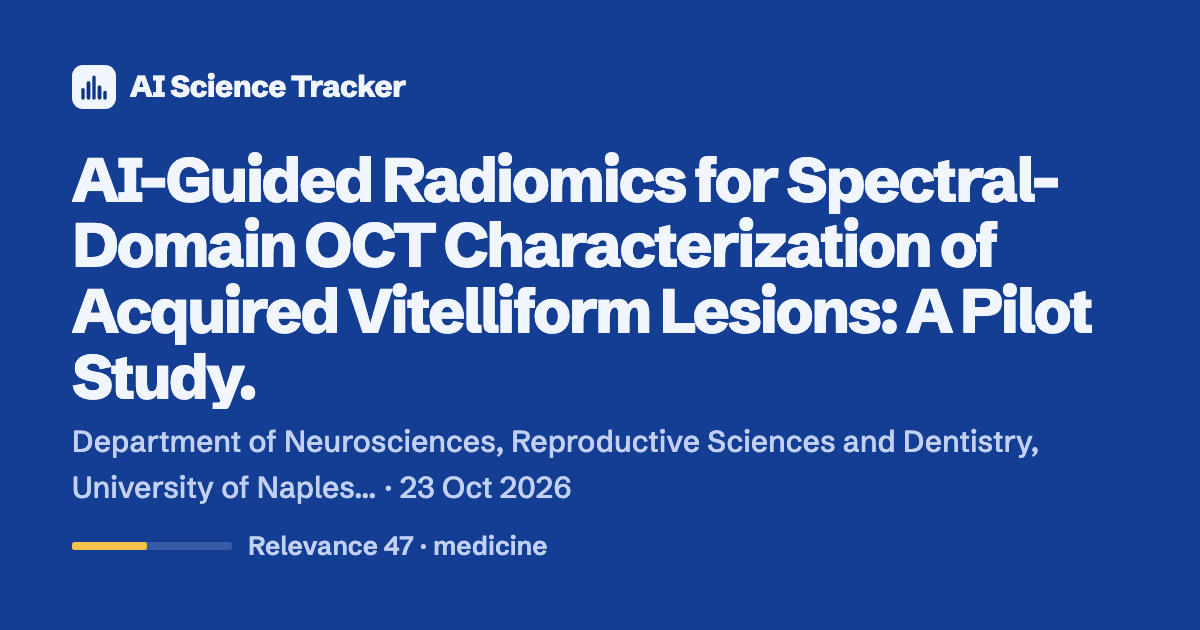 AI Science Tracker
AI-Guided Radiomics for Spectral-
Domain OCT Characterization of
Acquired Vitelliform Lesions: A Pilot
Study.
Department of Neurosciences, Reproductive Sciences and Dentistry,
University of Naples... · 23 Oct 2026
Relevance 47 · medicine